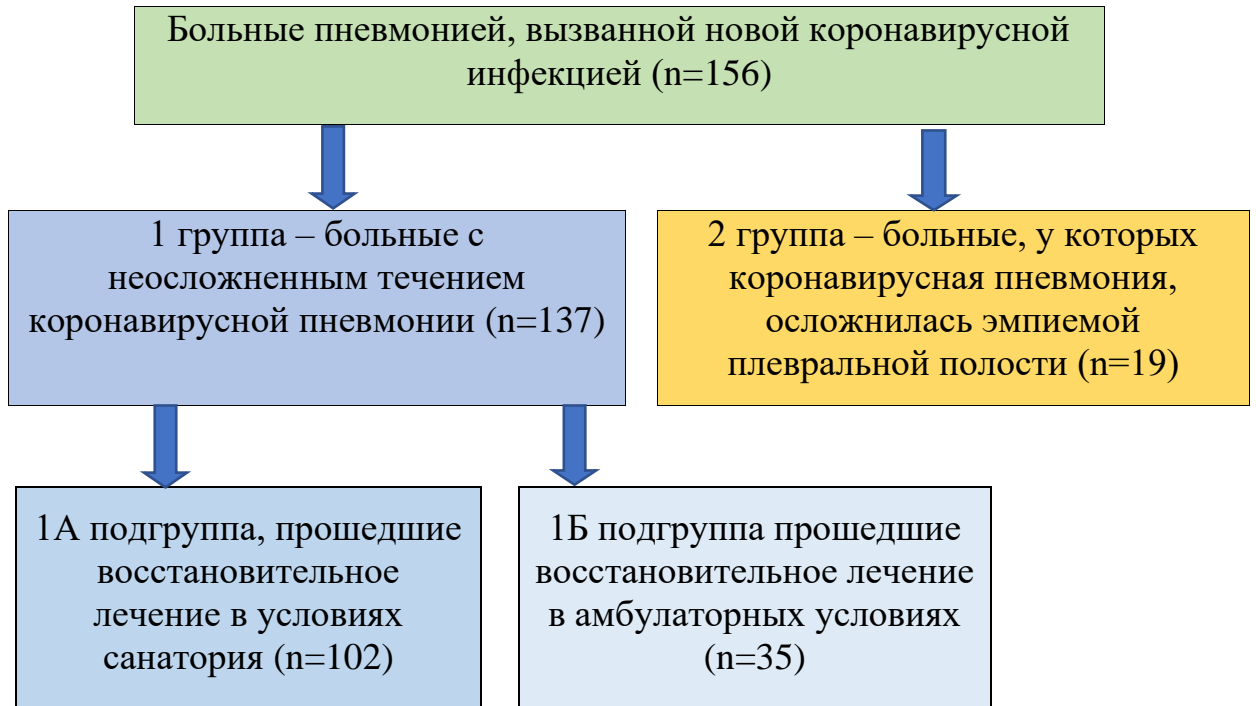 Больные пневмонией, вызванной новой коронавирусной
инфекцией (n=156)
1 группа – больные с
неосложненным течением
коронавирусной пневмонии (n=137)
2 группа – больные, у которых
коронавирусная пневмония,
осложнилась эмпиемой
плевральной полости (n=19)
1А подгруппа, прошедшие
восстановительное
лечение в условиях
санатория (n=102)
1Б подгруппа прошедшие
восстановительное лечение
в амбулаторных условиях
(n=35)